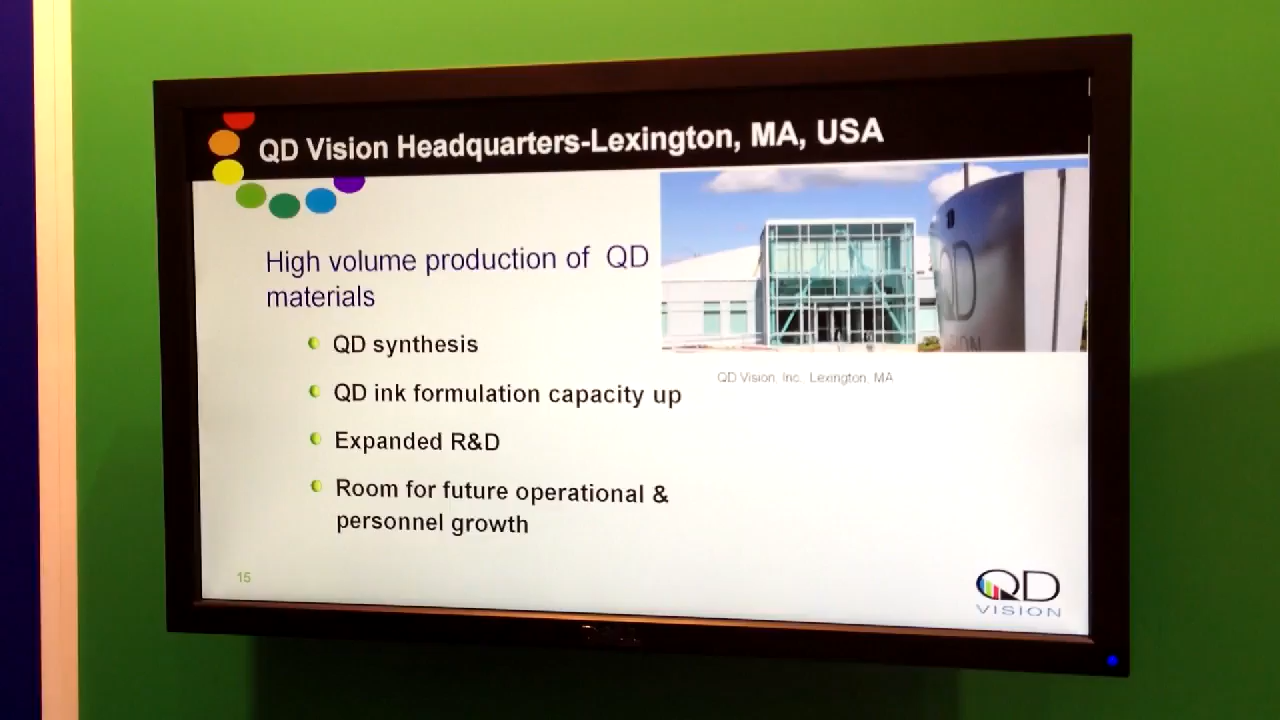 QD Vision Headquarters-Lexington, MA, USA
High volume production of QD
materials
QD synthesis
QD ink formulation capacity up
Expanded R&D
Room for future operational &
personnel growth
QD
QD Vision, Inc. Lexington, MA
15
QD
VISION